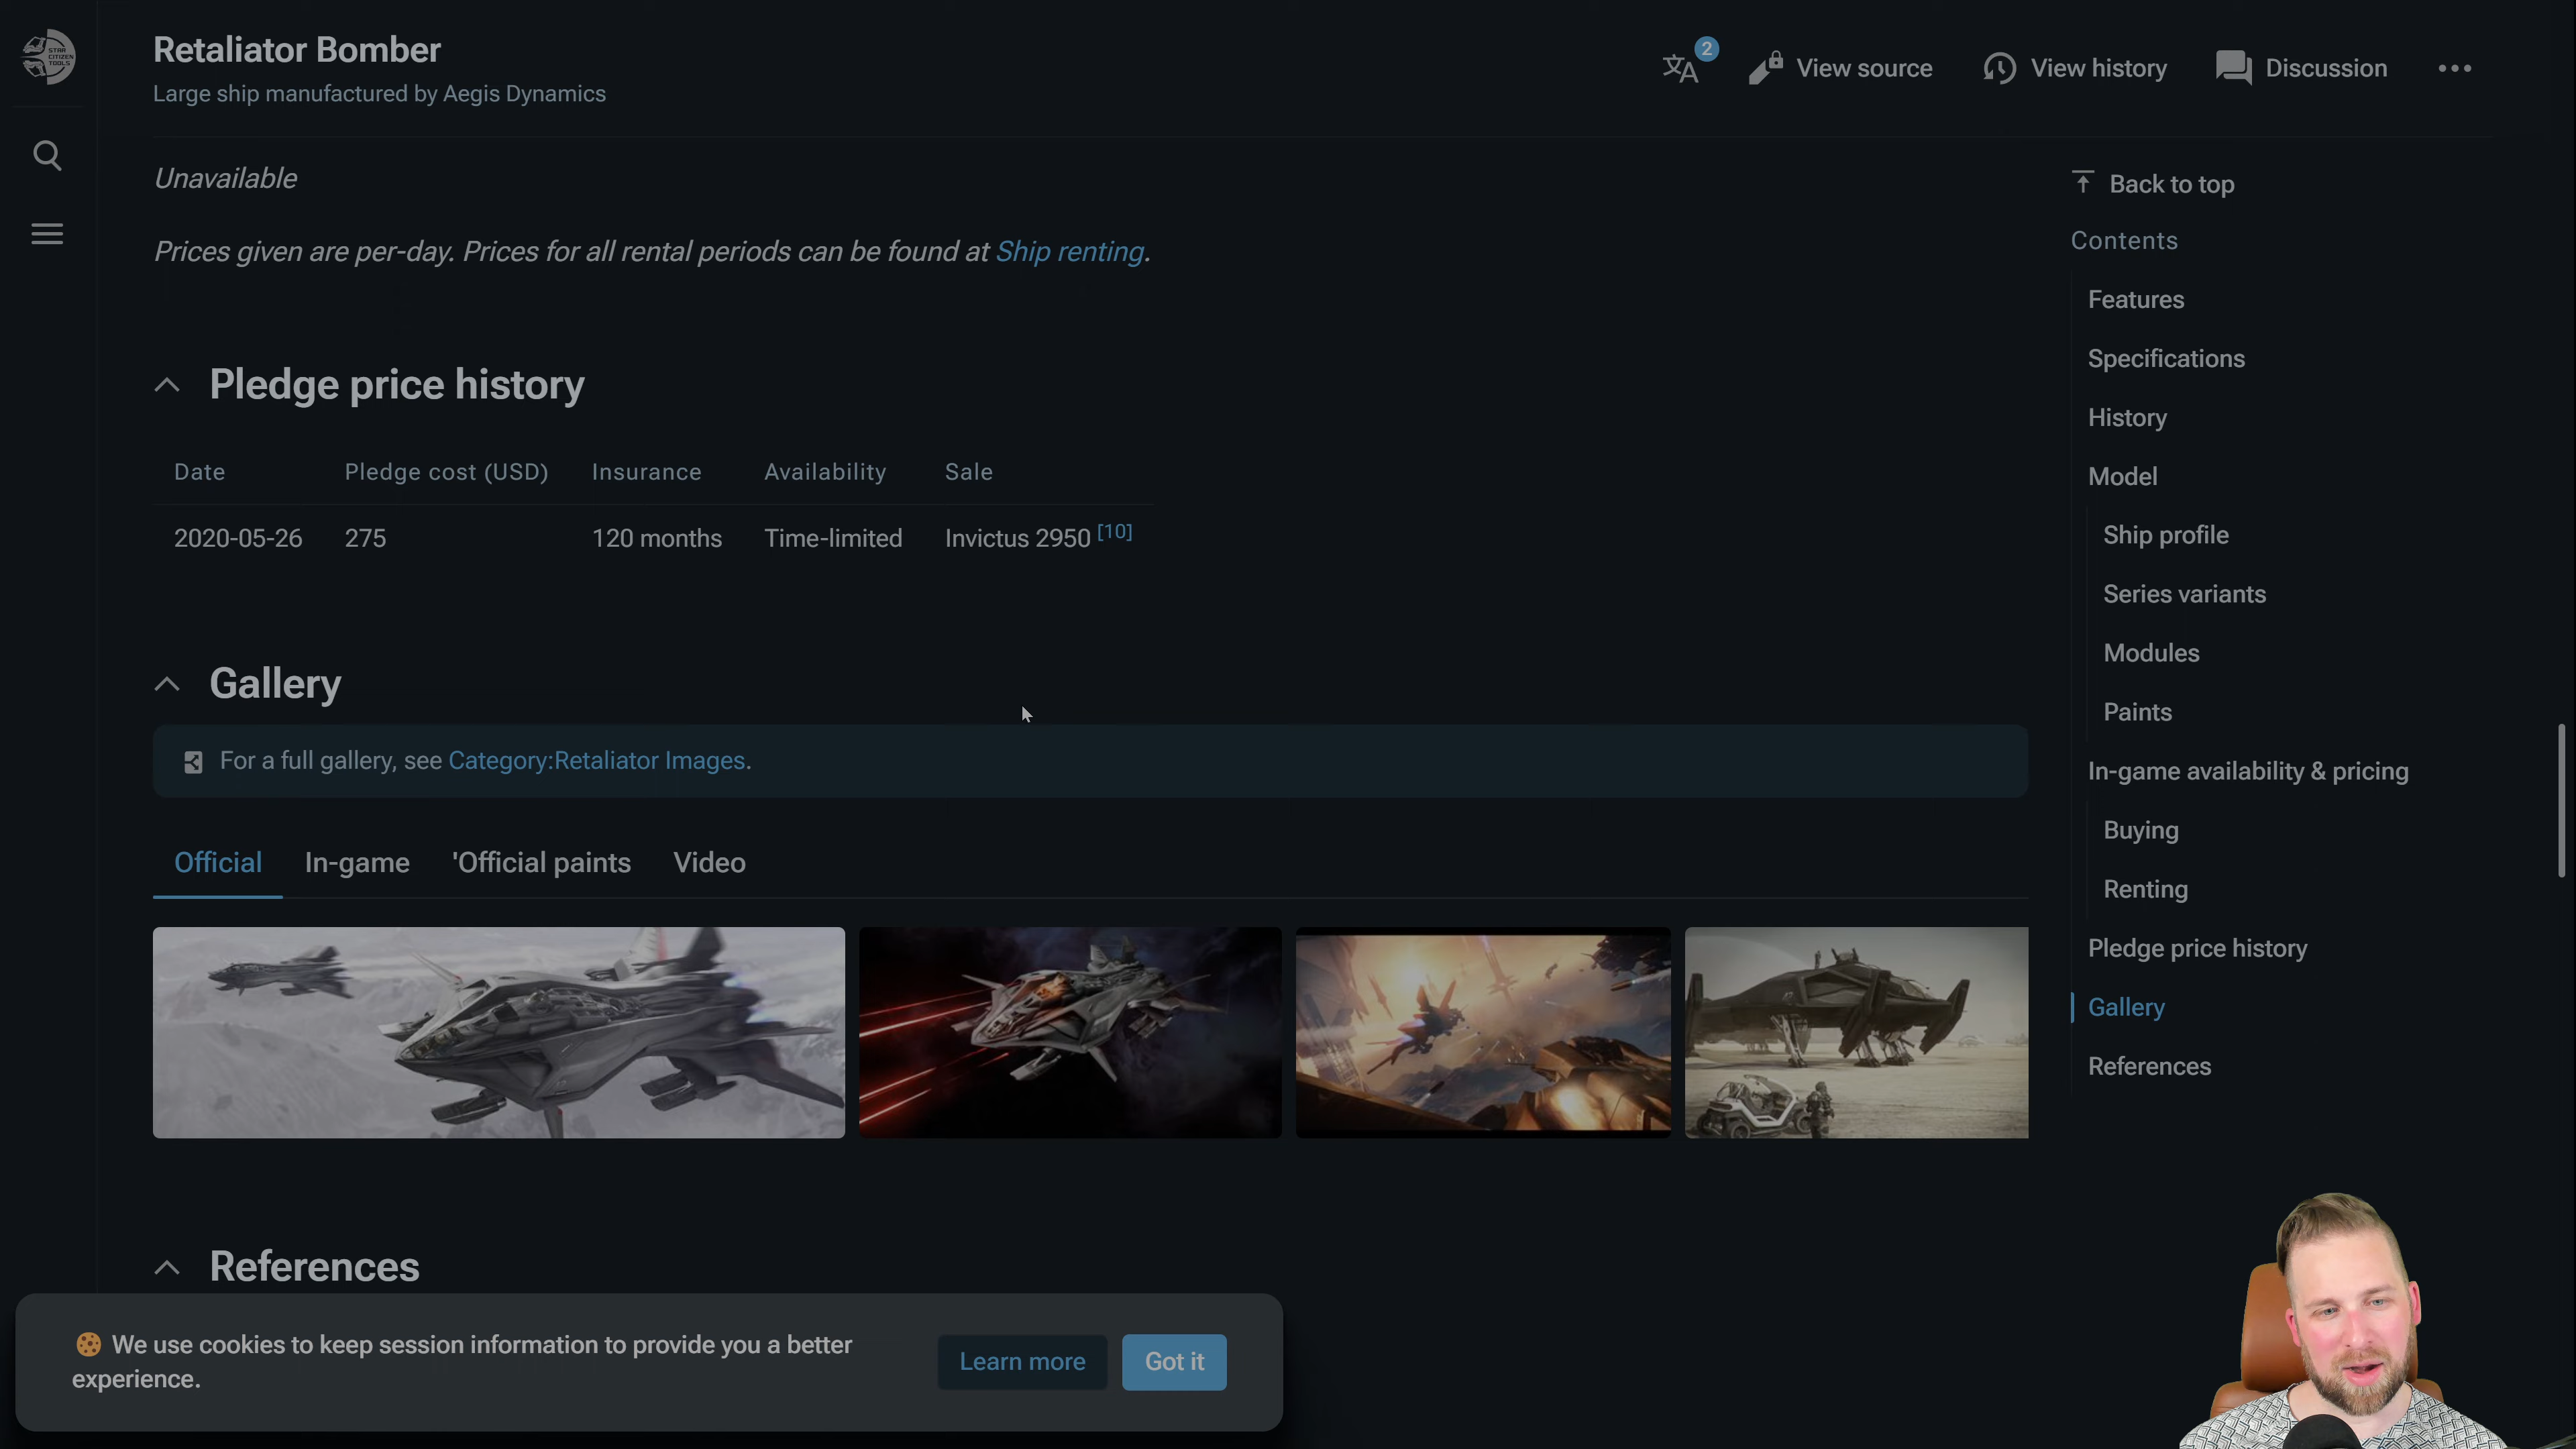 STAR
CITIZEN
TOOLS
Retaliator Bomber
Large ship manufactured by Aegis Dynamics
2
View source
View history
Discussion
Unavailable
Prices given are per-day. Prices for all rental periods can be found at Ship renting.
Pledge price history
Date Pledge cost (USD) Insurance Availability Sale
2020-05-26 275 120 months Time-limited Invictus 2950 [10]
Gallery
For a full gallery, see Category:Retaliator Images.
Official In-game 'Official paints Video
References
We use cookies to keep session information to provide you a better
experience.
Learn more
Got it
Back to top
Contents
Features
Specifications
History
Model
Ship profile
Series variants
Modules
Paints
In-game availability & pricing
Buying
Renting
Pledge price history
Gallery
References